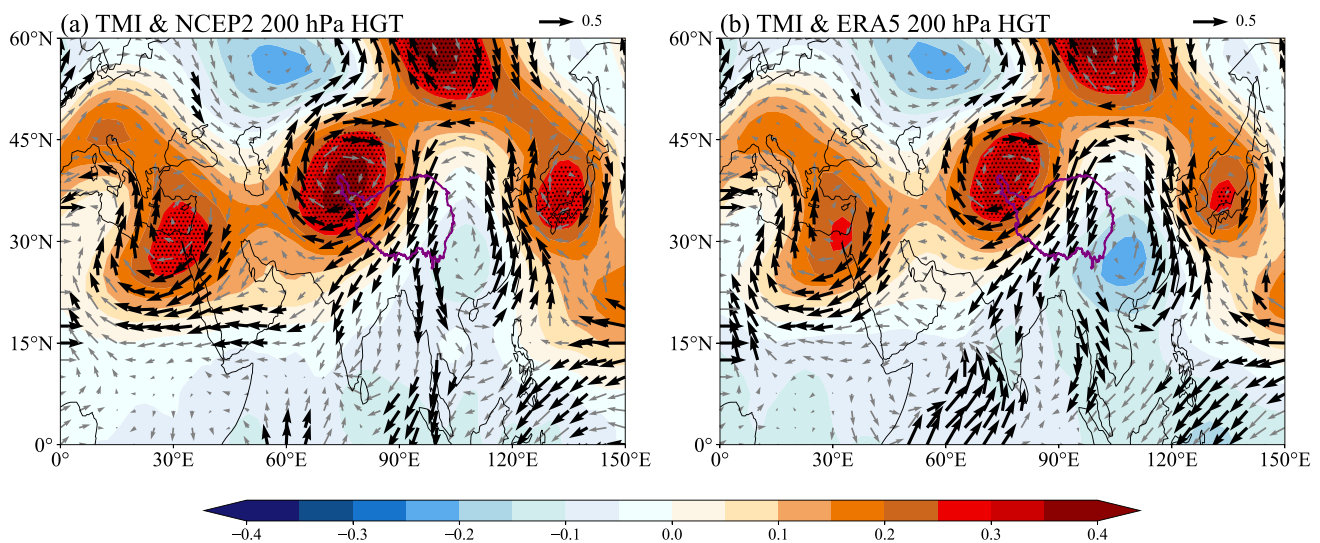 (a) TMI & NCEP2 200 hPa HGT 0.5
(b) TMI & ERA5 200 hPa HGT 0.5
60°N 60°N
45°N 45°N
30°N 30°N
15°N 15°N
0° 0°
0° 30°E 60°E 90°E 120°E 150°E 0° 30°E 60°E 90°E 120°E 150°E
−0.4 −0.3 −0.2 −0.1 0.0 0.1 0.2 0.3 0.4